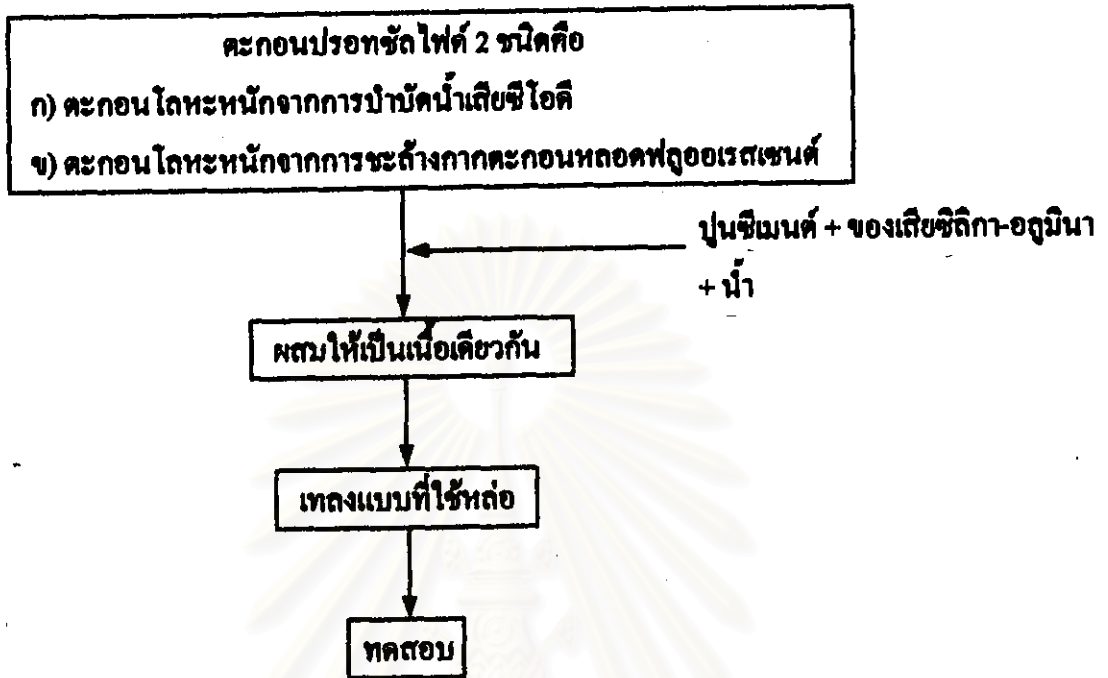 ตะกอนปรอทซัลไฟด์ 2 ชนิดคือ
ก) ตะกอนโลหะหนักจากการบำบัดน้ำเสียซีโอดี
ข) ตะกอนโลหะหนักจากการชะล้างกากตะกอนหลอดฟลูออเรสเซนต์
ปูนซีเมนต์ + ของเสียซิลิกา-อลูมินา
+ น้ำ
ผสมให้เป็นเนื้อเดียวกัน
เทลงแบบที่ใช้หล่อ
ทดสอบ